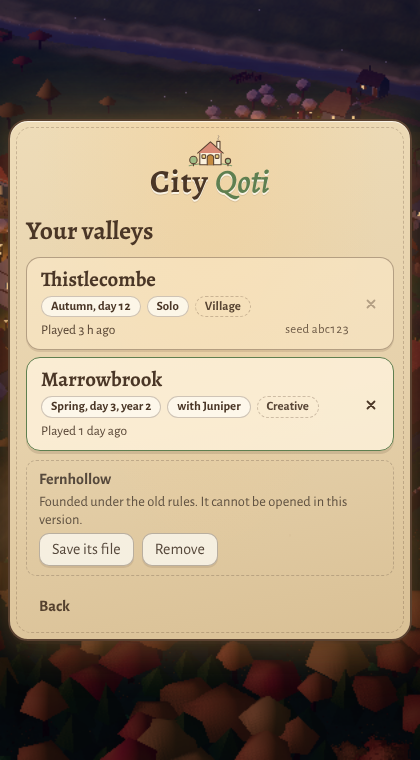 City Qoti
Your valleys
Thistlecombe
Autumn, day 12 Solo Village
Played 3 h ago seed abc123
Marrowbrook
Spring, day 3, year 2 with Juniper Creative
Played 1 day ago
Fernhollow
Founded under the old rules. It cannot be opened in this
version.
Save its file Remove
Back